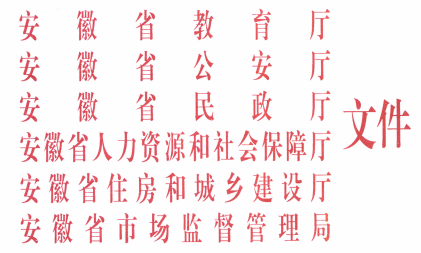 安徽省教育厅
安徽省公安厅
安徽省民政厅
安徽省人力资源和社会保障厅
安徽省住房和城乡建设厅
安徽省市场监督管理局
文件